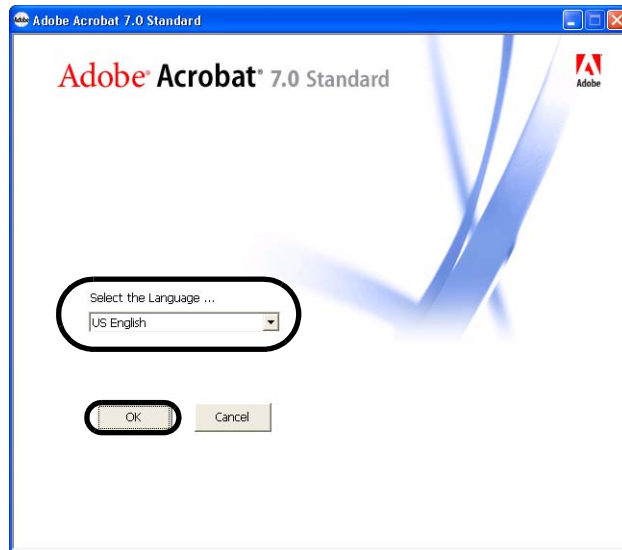 Adobe Acrobat 7.0 Standard
Adobe® Acrobat® 7.0 Standard
Adobe
Select the Language ...
US English
OK Cancel